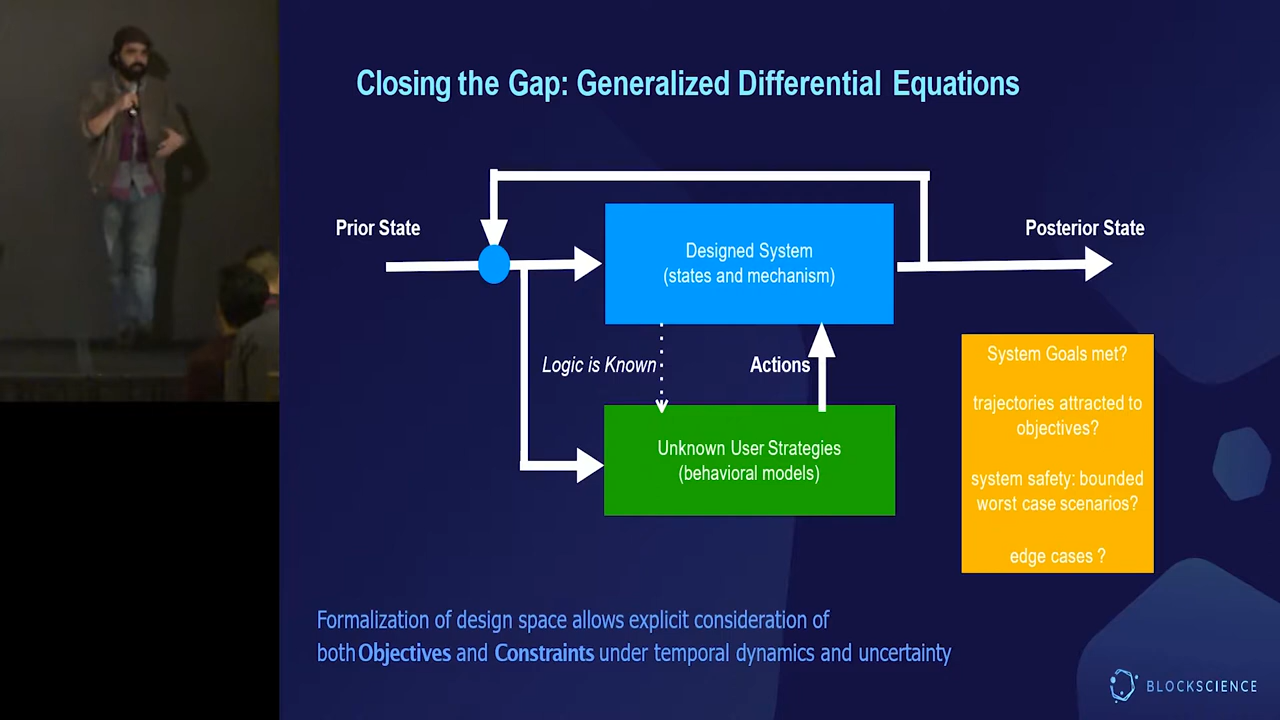 Closing the Gap: Generalized Differential Equations
Prior State
Posterior State
Designed System
(states and mechanism)
Logic is Known
Actions
Unknown User Strategies
(behavioral models)
System Goals met?
trajectories attracted to
objectives?
system safety: bounded
worst case scenarios?
edge cases ?
Formalization of design space allows explicit consideration of
both Objectives and Constraints under temporal dynamics and uncertainty
BLOCKSCIENCE